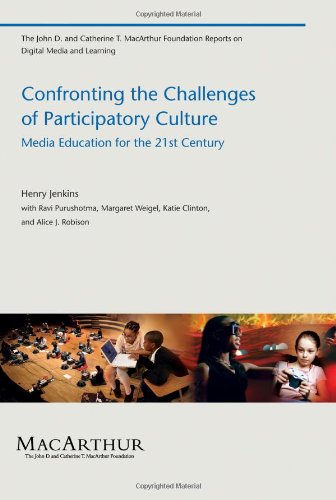 Copyrighted Material
The John D. and Catherine T. MacArthur Foundation Reports on
Digital Media and Learning
Confronting the Challenges
of Participatory Culture
Media Education for the 21st Century
Henry Jenkins
with Ravi Purushotma, Margaret Weigel, Katie Clinton,
and Alice J. Robison
MACARTHUR
The John D. and Catherine T. MacArthur Foundation
Copyrighted Material